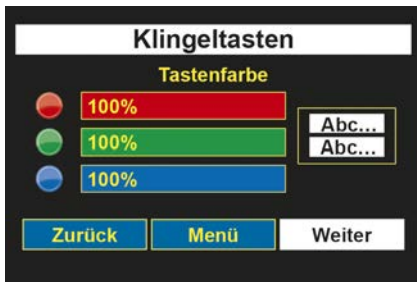 Klingeltasten
Tastenfarbe
100%
100%
100%
Abc...
Abc...
Zurück Menü Weiter